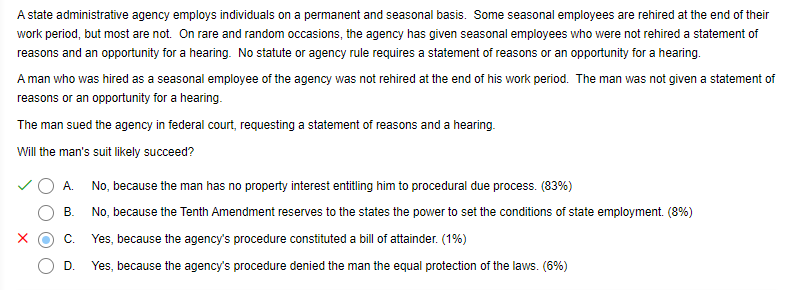 A state administrative agency employs individuals on a permanent and seasonal basis. Some seasonal employees are rehired at the end of their
work period, but most are not. On rare and random occasions, the agency has given seasonal employees who were not rehired a statement of
reasons and an opportunity for a hearing. No statute or agency rule requires a statement of reasons or an opportunity for a hearing.
A man who was hired as a seasonal employee of the agency was not rehired at the end of his work period. The man was not given a statement of
reasons or an opportunity for a hearing.
The man sued the agency in federal court, requesting a statement of reasons and a hearing.
Will the man's suit likely succeed?
A. No, because the man has no property interest entitling him to procedural due process. (83%)
B. No, because the Tenth Amendment reserves to the states the power to set the conditions of state employment. (8%)
C. Yes, because the agency's procedure constituted a bill of attainder. (1%)
D. Yes, because the agency's procedure denied the man the equal protection of the laws. (6%)